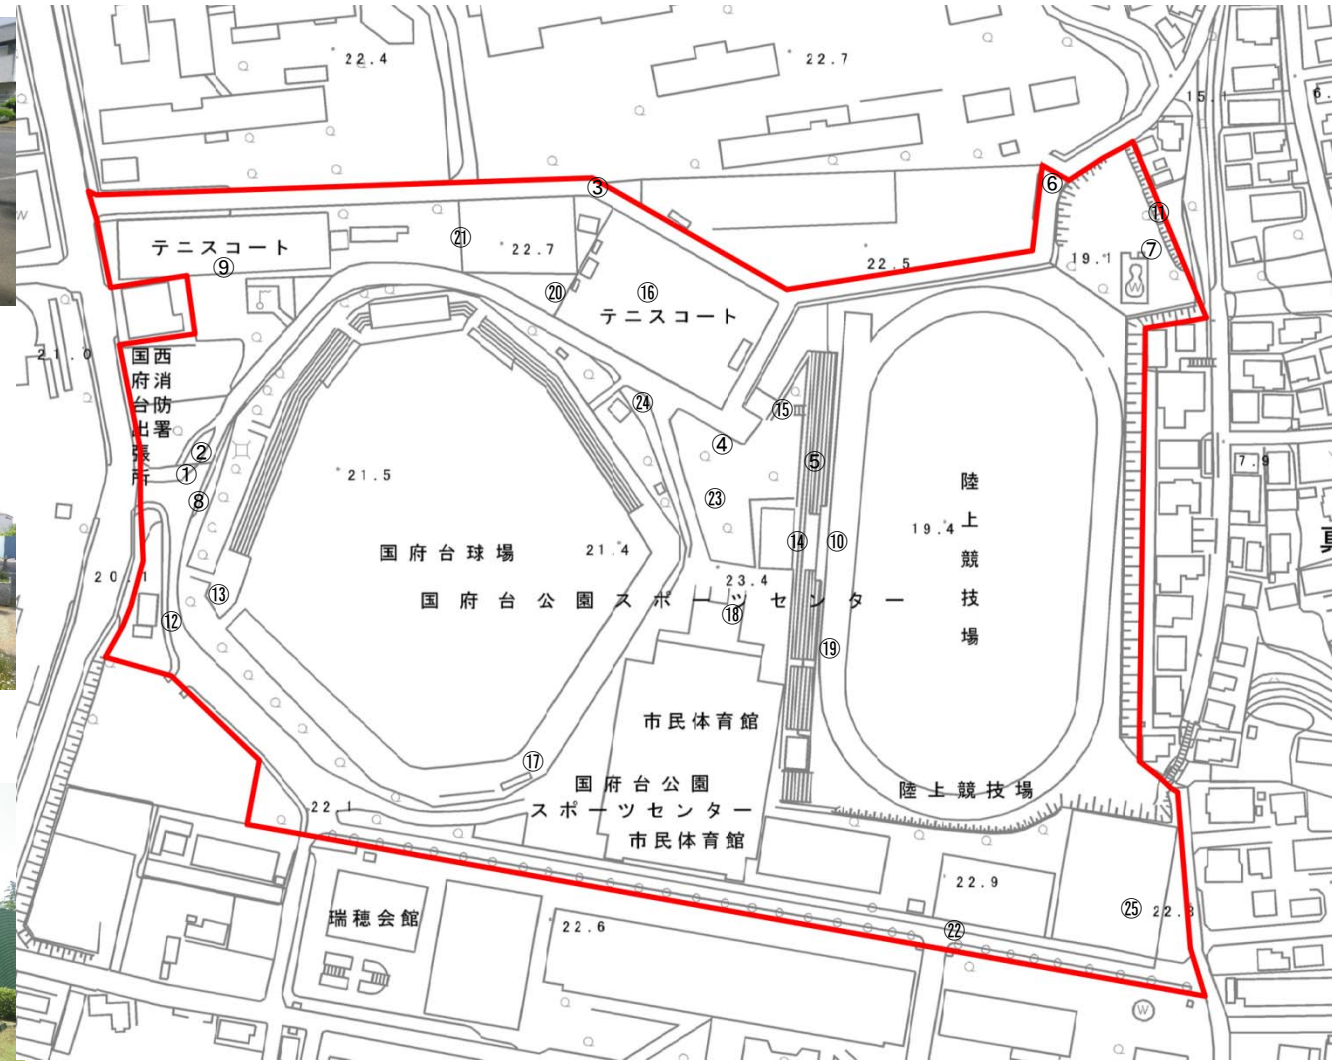 22.4
22.7
15.1
6.
W
③
⑥
⑪
テニスコート
㉑
22.7
⑨
⑦
19.1
22.5
W
⑳
⑯
テニスコート
21.0
西消防署
国府台出張所
⑮
㉔
④
②
①
21.5
⑤
7.9
陸上競技場
㉓
⑧
19.4
国府台球場
21.4
⑭
⑩
20.1
23.4
⑬
国府台公園スポーツセンター
⑫
⑱
⑲
市民体育館
⑰
国府台公園
スポーツセンター
陸上競技場
22.1
市民体育館
22.9
㉕
22.3
瑞穂会館
22.6
㉒
W